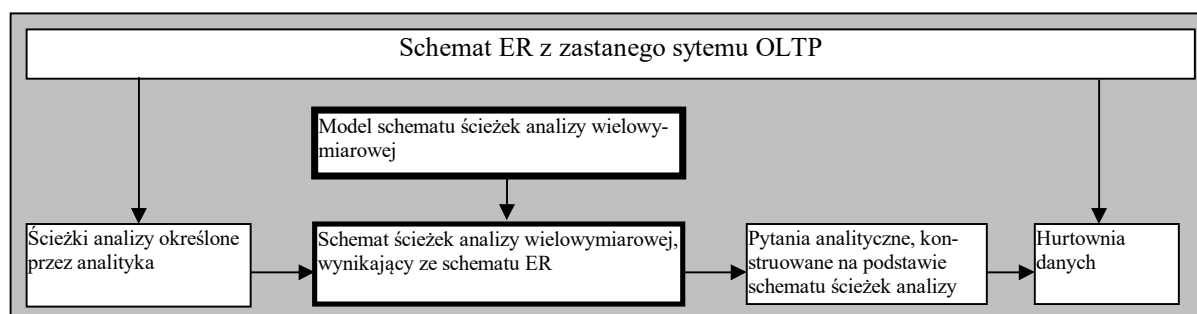 Schemat ER z zastanego sytemu OLTP
Model schematu ścieżek analizy wielowy-
miarowej
Ścieżki analizy określone
przez analityka
Schemat ścieżek analizy wielowymiarowej,
wynikający ze schematu ER
Pytania analityczne, kon-
struowane na podstawie
schematu ścieżek analizy
Hurtownia
danych